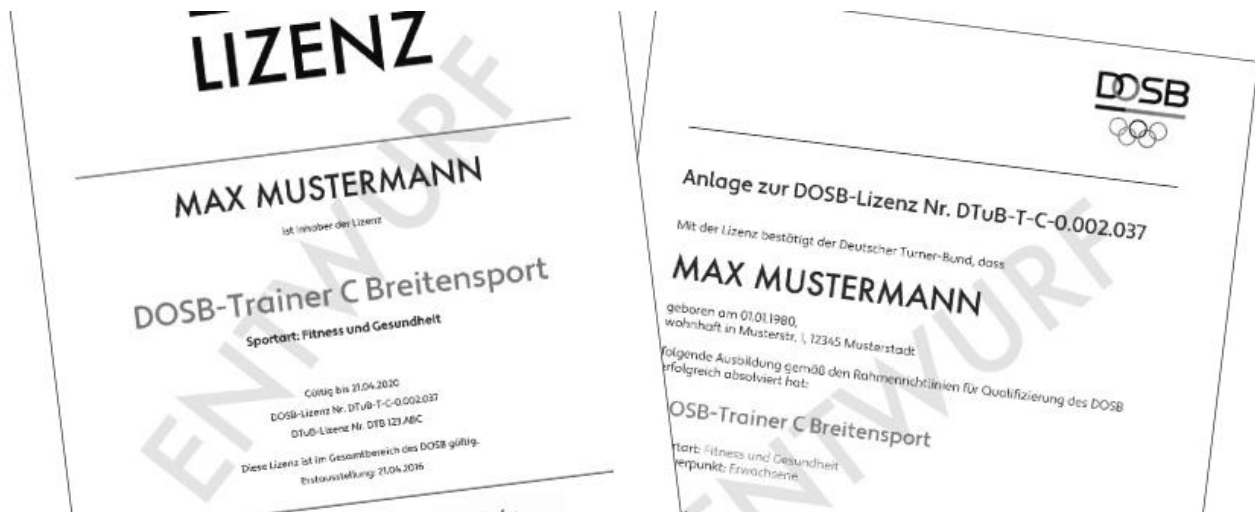 LIZENZ
MAX MUSTERMANN
ist Inhaber der Lizenz
DOSB-Trainer C Breitensport
Sportart: Fitness und Gesundheit
Gültig bis 21.04.2020
DOSB-Lizenz Nr. DTuB-T-C-0.002.037
DTuB-Lizenz Nr. DTB 123 ABC
Diese Lizenz ist im Gesamtbereich des DOSB gültig.
Erstausstellung: 21.04.2016
ENTWURF
DOSB
Anlage zur DOSB-Lizenz Nr. DTuB-T-C-0.002.037
Mit der Lizenz bestätigt der Deutscher Turner-Bund, dass
MAX MUSTERMANN
geboren am 01.01.1980,
wohnhaft in Musterstr. 1, 12345 Musterstadt
folgende Ausbildung gemäß den Rahmenrichtlinien für Qualifizierung des DOSB
erfolgreich absolviert hat:
OSB-Trainer C Breitensport
rtart: Fitness und Gesundheit
werpunkt: Erwachsene
ENTWURF